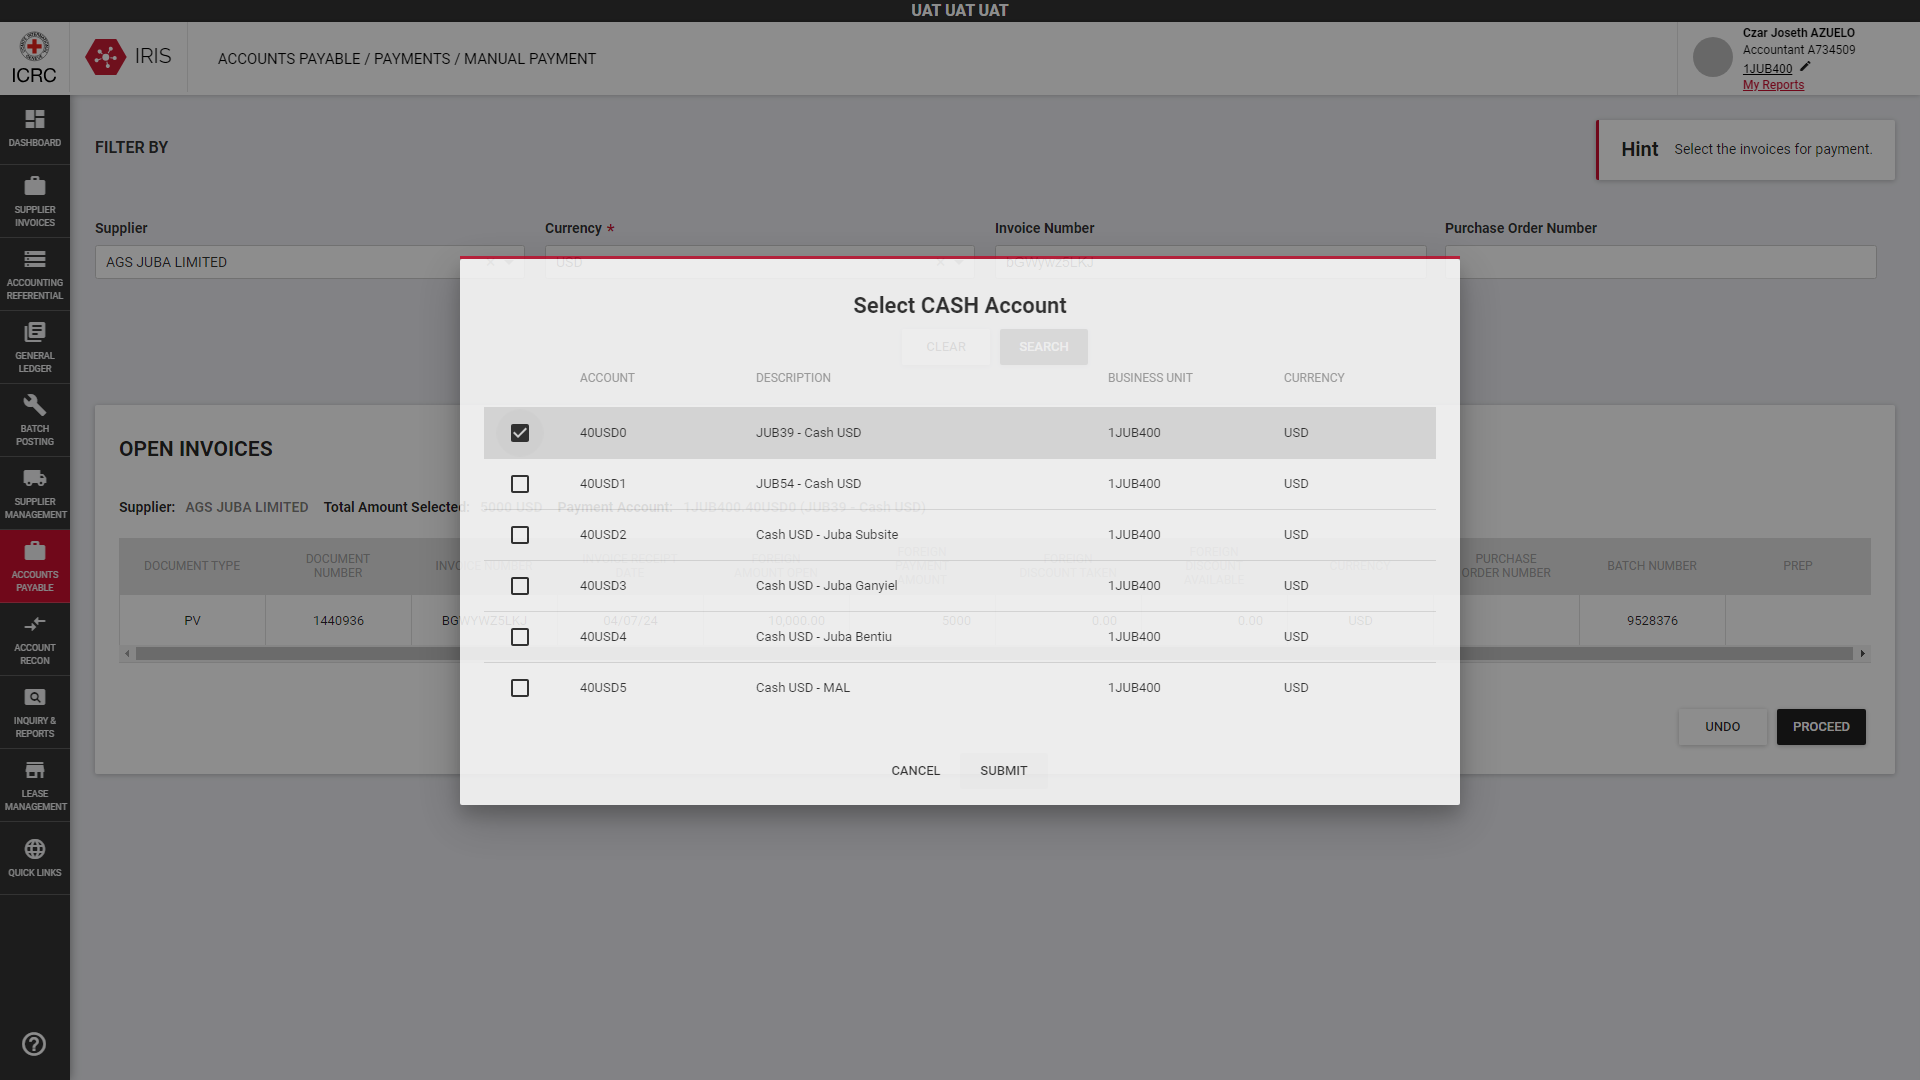 UAT UAT UAT
ICRC
IRIS
ACCOUNTS PAYABLE / PAYMENTS / MANUAL PAYMENT
Czar Joseth AZUELO
Accountant A734509
1JUB400
My Reports
DASHBOARD
SUPPLIER INVOICES
ACCOUNTING REFERENTIAL
GENERAL LEDGER
BATCH POSTING
SUPPLIER MANAGEMENT
ACCOUNTS PAYABLE
ACCOUNT RECON
INQUIRY & REPORTS
LEASE MANAGEMENT
QUICK LINKS
FILTER BY
Hint Select the invoices for payment.
Supplier Currency * Invoice Number Purchase Order Number
AGS JUBA LIMITED USD bGWywz5LKJ
CLEAR SEARCH
Select CASH Account
ACCOUNT DESCRIPTION BUSINESS UNIT CURRENCY
40USD0 JUB39 - Cash USD 1JUB400 USD
40USD1 JUB54 - Cash USD 1JUB400 USD
40USD2 Cash USD - Juba Subsite 1JUB400 USD
40USD3 Cash USD - Juba Ganyiel 1JUB400 USD
40USD4 Cash USD - Juba Bentiu 1JUB400 USD
40USD5 Cash USD - MAL 1JUB400 USD
CANCEL SUBMIT
OPEN INVOICES
Supplier: AGS JUBA LIMITED Total Amount Selected: 5000 USD Payment Account: 1JUB400.40USD0 (JUB39 - Cash USD)
DOCUMENT TYPE DOCUMENT NUMBER INVOICE NUMBER INVOICE RECEIPT DATE FOREIGN AMOUNT OPEN FOREIGN PAYMENT AMOUNT FOREIGN DISCOUNT TAKEN FOREIGN DISCOUNT AVAILABLE CURRENCY PURCHASE ORDER NUMBER BATCH NUMBER PREP
PV 1440936 BGWYWZ5LKJ 04/07/24 10,000.00 5000 0.00 0.00 USD 9528376
UNDO PROCEED